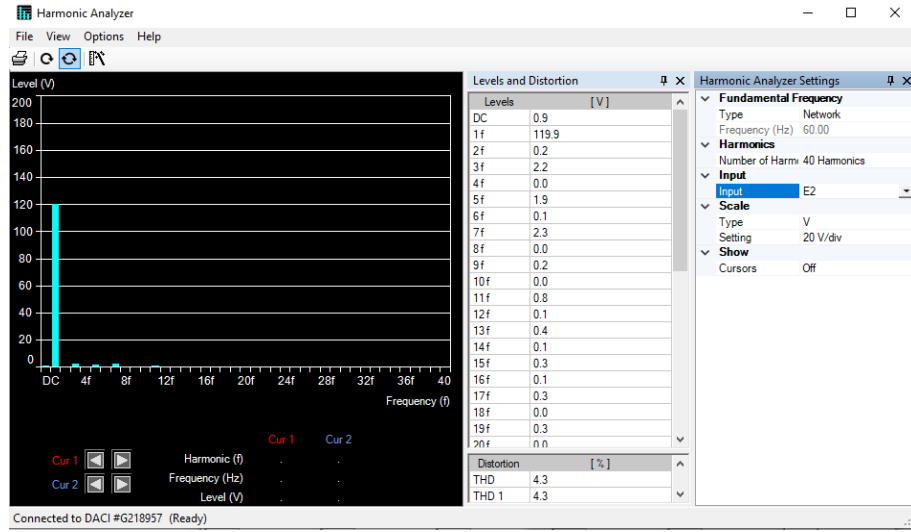 Harmonic Analyzer
File View Options Help
Level (V)
200
180
160
140
120
100
80
60
40
20
0
DC 4f 8f 12f 16f 20f 24f 28f 32f 36f 40
Frequency (f)
Cur 1 Cur 2
Cur 1 Harmonic (f) . .
Cur 2 Frequency (Hz) . .
Level (V) . .
Levels and Distortion
Levels [V]
DC 0.9
1f 119.9
2f 0.2
3f 2.2
4f 0.0
5f 1.9
6f 0.1
7f 2.3
8f 0.0
9f 0.2
10f 0.0
11f 0.8
12f 0.1
13f 0.4
14f 0.1
15f 0.3
16f 0.1
17f 0.3
18f 0.0
19f 0.3
20f 0.0
Distortion [%]
THD 4.3
THD 1 4.3
Harmonic Analyzer Settings
Fundamental Frequency
Type Network
Frequency (Hz) 60.00
Harmonics
Number of Harm 40 Harmonics
Input
Input E2
Scale
Type V
Setting 20 V/div
Show
Cursors Off
Connected to DACI #G218957 (Ready)